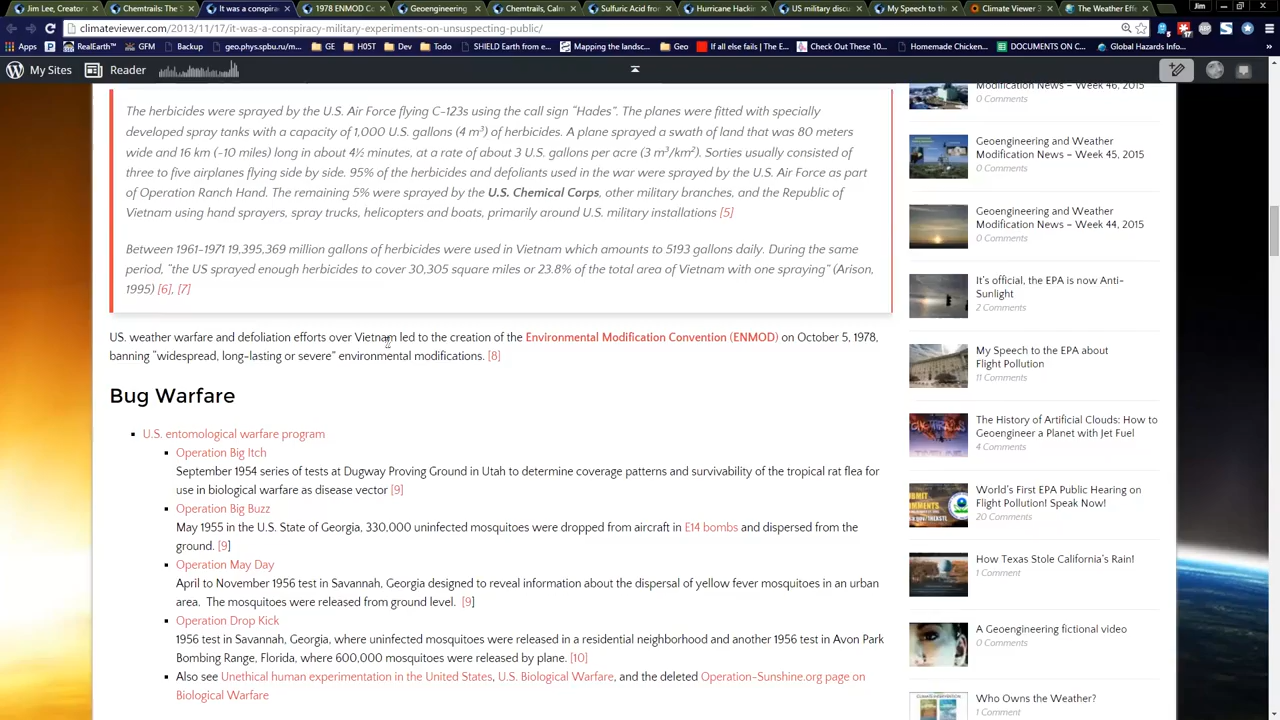 Jim Lee, Creato
Chemtrails The S
It was a conspira
1978 ENMOD Co
Geoengineering
Chemtrails, Calm
Sulfuric Acid from
Hurricane Hackin
US military discu
My Speech to the
Climate Viewer 3
The Weather Effe
Jim
climateviewer.com/2013/11/17/it-was-a-conspiracy-military-experiments-on-unsuspecting-public/
Apps
RealEarth™
GFM
Backup
geo.phys.spbu.ru/m
GE
H05T
Dev
Todo
SHIELD Earth from e
Mapping the landsc
Geo
If all else fails | The E
Check Out These 10
Homemade Chicken
DOCUMENTS ON C
Global Hazards Info
My Sites
Reader
The herbicides were sprayed by the U.S. Air Force flying C-123s using the call sign "Hades". The planes were fitted with specially
developed spray tanks with a capacity of 1,000 U.S. gallons (4 m³) of herbicides. A plane sprayed a swath of land that was 80 meters
wide and 16 km (10 miles) long in about 4½ minutes, at a rate of about 3 U.S. gallons per acre (3 m³/km²). Sorties usually consisted of
three to five airplanes flying side by side. 95% of the herbicides and defoliants used in the war were sprayed by the U.S. Air Force as part
of Operation Ranch Hand. The remaining 5% were sprayed by the U.S. Chemical Corps, other military branches, and the Republic of
Vietnam using hand sprayers, spray trucks, helicopters and boats, primarily around U.S. military installations [5]
Between 1961-1971 19,395,369 million gallons of herbicides were used in Vietnam which amounts to 5193 gallons daily. During the same
period, "the US sprayed enough herbicides to cover 30,305 square miles or 23.8% of the total area of Vietnam with one spraying" (Arison,
1995) [6], [7]
US. weather warfare and defoliation efforts over Vietnam led to the creation of the Environmental Modification Convention (ENMOD) on October 5, 1978,
banning "widespread, long-lasting or severe" environmental modifications. [8]
Bug Warfare
U.S. entomological warfare program
Operation Big Itch
September 1954 series of tests at Dugway Proving Ground in Utah to determine coverage patterns and survivability of the tropical rat flea for
use in biological warfare as disease vector [9]
Operation Big Buzz
May 1955 in the U.S. State of Georgia, 330,000 uninfected mosquitoes were dropped from aircraft in E14 bombs and dispersed from the
ground. [9]
Operation May Day
April to November 1956 test in Savannah, Georgia designed to reveal information about the dispersal of yellow fever mosquitoes in an urban
area. The mosquitoes were released from ground level. [9]
Operation Drop Kick
1956 test in Savannah, Georgia, where uninfected mosquitoes were released in a residential neighborhood and another 1956 test in Avon Park
Bombing Range, Florida, where 600,000 mosquitoes were released by plane. [10]
Also see Unethical human experimentation in the United States, U.S. Biological Warfare, and the deleted Operation-Sunshine.org page on
Biological Warfare
Modification News – Week 46, 2015
0 Comments
Geoengineering and Weather
Modification News – Week 45, 2015
0 Comments
Geoengineering and Weather
Modification News – Week 44, 2015
0 Comments
It's official, the EPA is now Anti-
Sunlight
2 Comments
My Speech to the EPA about
Flight Pollution
11 Comments
The History of Artificial Clouds: How to
Geoengineer a Planet with Jet Fuel
4 Comments
World's First EPA Public Hearing on
Flight Pollution! Speak Now!
20 Comments
How Texas Stole California's Rain!
1 Comment
A Geoengineering fictional video
0 Comments
Who Owns the Weather?
1 Comment